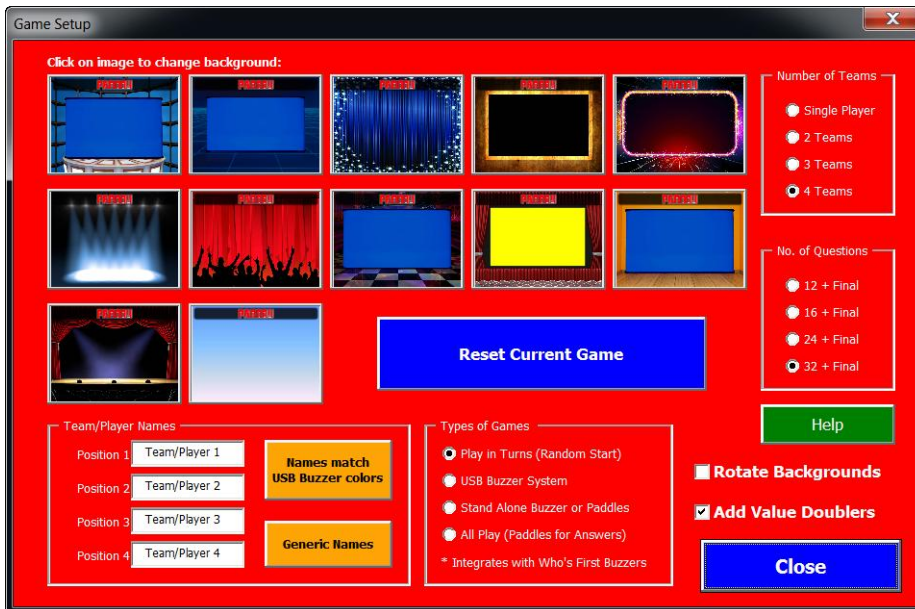 Game Setup
X
Click on image to change background:
Number of Teams
Single Player
2 Teams
3 Teams
4 Teams
No. of Questions
12 + Final
16 + Final
24 + Final
32 + Final
Reset Current Game
Help
Team/Player Names
Position 1 Team/Player 1
Position 2 Team/Player 2
Position 3 Team/Player 3
Position 4 Team/Player 4
Names match
USB Buzzer colors
Generic Names
Types of Games
Play in Turns (Random Start)
USB Buzzer System
Stand Alone Buzzer or Paddles
All Play (Paddles for Answers)
* Integrates with Who's First Buzzers
Rotate Backgrounds
Add Value Doublers
Close